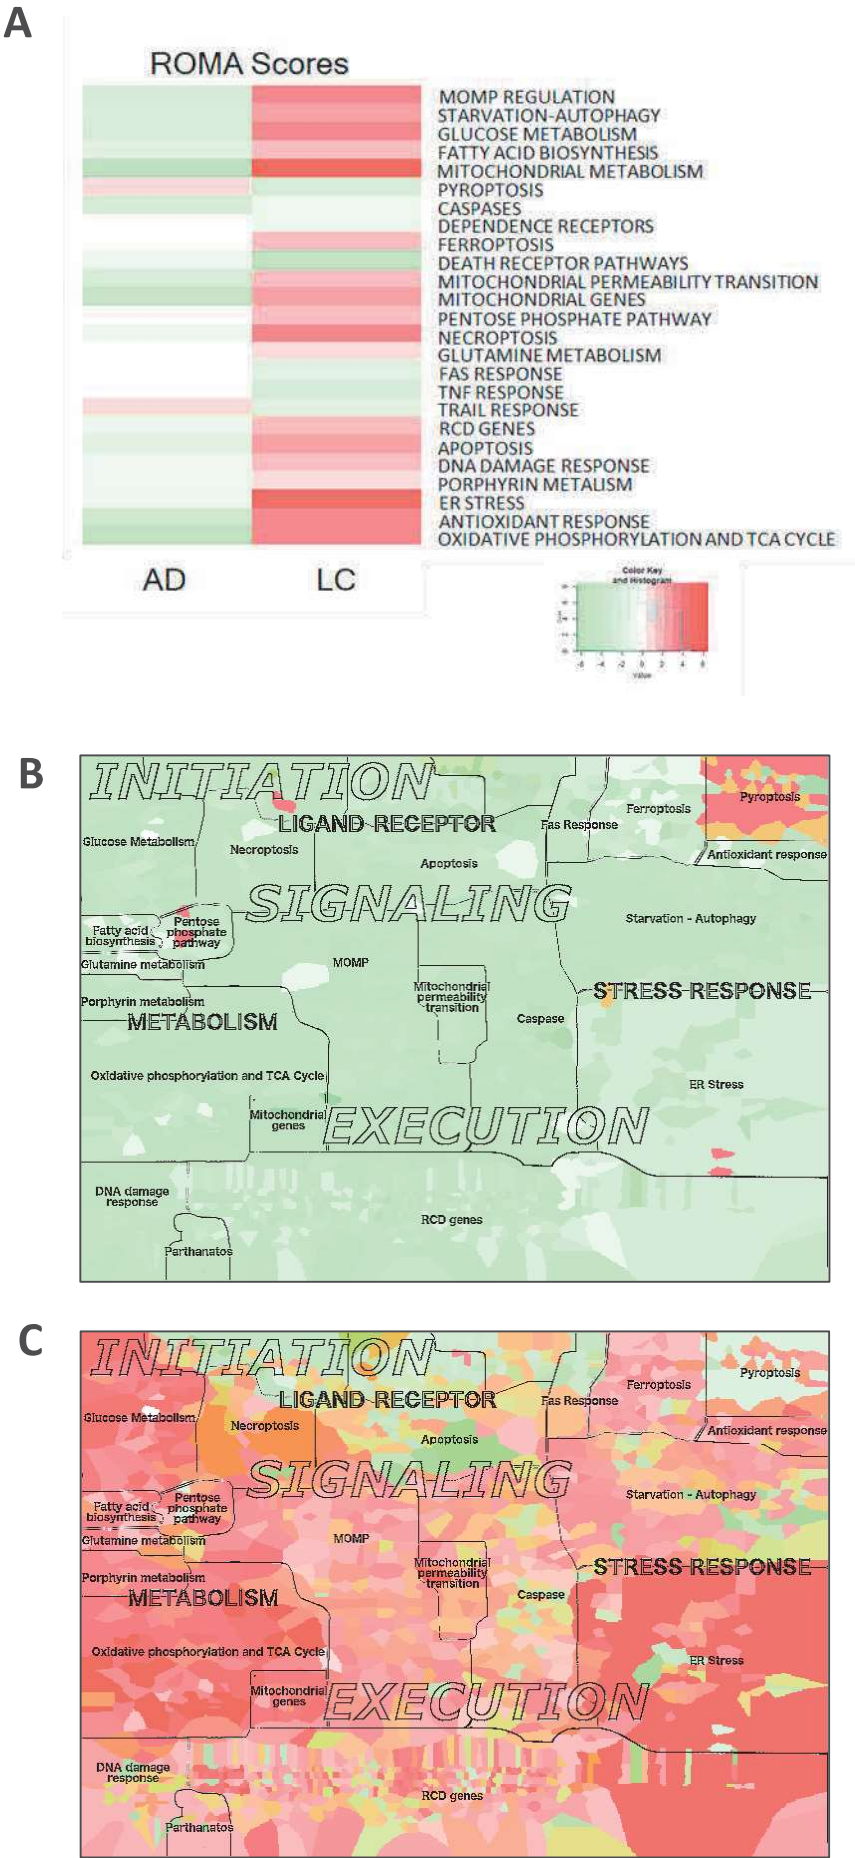 A
ROMA Scores
MOMP REGULATION
STARVATION-AUTOPHAGY
GLUCOSE METABOLISM
FATTY ACID BIOSYNTHESIS
MITOCHONDRIAL METABOLISM
PYROPTOSIS
CASPASES
DEPENDENCE RECEPTORS
FERROPTOSIS
DEATH RECEPTOR PATHWAYS
MITOCHONDRIAL PERMEABILITY TRANSITION
MITOCHONDRIAL GENES
PENTOSE PHOSPHATE PATHWAY
NECROPTOSIS
GLUTAMINE METABOLISM
FAS RESPONSE
TNF RESPONSE
TRAIL RESPONSE
RCD GENES
APOPTOSIS
DNA DAMAGE RESPONSE
PORPHYRIN METALISM
ER STRESS
ANTIOXIDANT RESPONSE
OXIDATIVE PHOSPHORYLATION AND TCA CYCLE
AD LC
Color Key
and Histogram
-6 -4 -2 0 2 4 6
Value
B
INITIATION
Pyroptosis
Ferroptosis
LIGAND-RECEPTOR
Fas Response
Glucose Metabolism
Necroptosis
Apoptosis
Antioxidant response
SIGNALING
Starvation - Autophagy
Fatty acid
biosynthesis
Pentose
phosphate
pathway
Glutamine metabolism
MOMP
Mitochondrial
permeability
transition
STRESS RESPONSE
Porphyrin metabolism
METABOLISM
Caspase
Oxidative phosphorylation and TCA Cycle
ER Stress
Mitochondrial
genes
EXECUTION
DNA damage
response
RCD genes
Parthanatos
C
INITIATION
Pyroptosis
Ferroptosis
LIGAND-RECEPTOR
Fas Response
Glucose Metabolism
Necroptosis
Apoptosis
Antioxidant response
SIGNALING
Starvation - Autophagy
Fatty acid
biosynthesis
Pentose
phosphate
pathway
Glutamine metabolism
MOMP
Mitochondrial
permeability
transition
STRESS RESPONSE
Porphyrin metabolism
METABOLISM
Caspase
Oxidative phosphorylation and TCA Cycle
ER Stress
Mitochondrial
genes
EXECUTION
DNA damage
response
RCD genes
Parthanatos